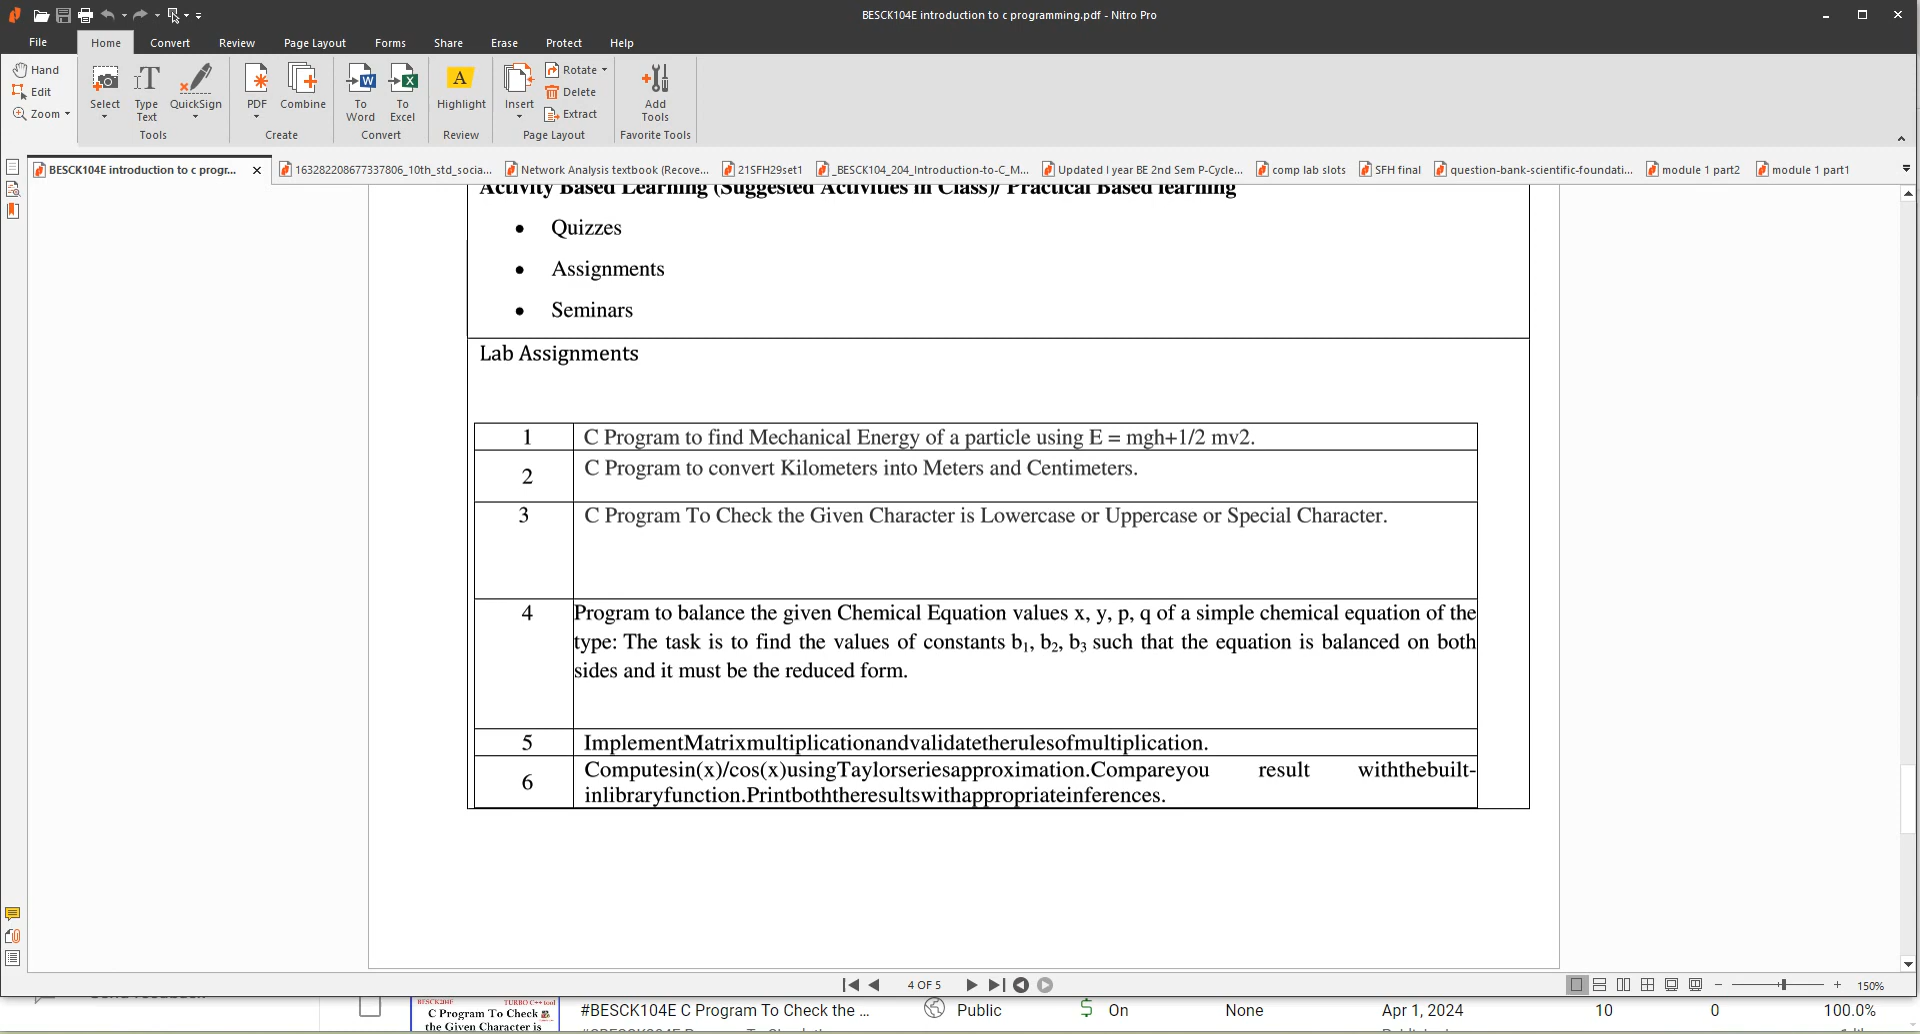 BESCK104E introduction to c programming.pdf - Nitro Pro
File Home Convert Review Page Layout Forms Share Erase Protect Help
Hand
Edit
Zoom
Select
Type Text
QuickSign
Tools
PDF
Combine
Create
To Word
To Excel
Convert
A
Highlight
Review
Insert
Rotate
Delete
Extract
Page Layout
Add Tools
Favorite Tools
BESCK104E introduction to c progr... 163282208677337806_10th_std_socia... Network Analysis textbook (Recove... 21SFH29set1 _BESCK104_204_Introduction-to-C_M... Updated I year BE 2nd Sem P-Cycle... comp lab slots SFH final question-bank-scientific-foundati... module 1 part2 module 1 part1
Activity Based Learning (Suggested Activities in Class)/ Practical Based learning
• Quizzes
• Assignments
• Seminars
Lab Assignments
1 C Program to find Mechanical Energy of a particle using E = mgh+1/2 mv2.
2 C Program to convert Kilometers into Meters and Centimeters.
3 C Program To Check the Given Character is Lowercase or Uppercase or Special Character.
4 Program to balance the given Chemical Equation values x, y, p, q of a simple chemical equation of the
type: The task is to find the values of constants b₁, b₂, b₃ such that the equation is balanced on both
sides and it must be the reduced form.
5 ImplementMatrixmultiplicationandvalidatetherulesofmultiplication.
6 Computesin(x)/cos(x)usingTaylorseriesapproximation.Compareyou result withthebuilt-
inlibraryfunction.Printboththeresultswithappropriateinferences.
4 OF 5
150%
TURBO C++ tool
C Program To Check
the Given Character is
#BESCK104E C Program To Check the ... Public On None Apr 1, 2024 10 0 100.0%